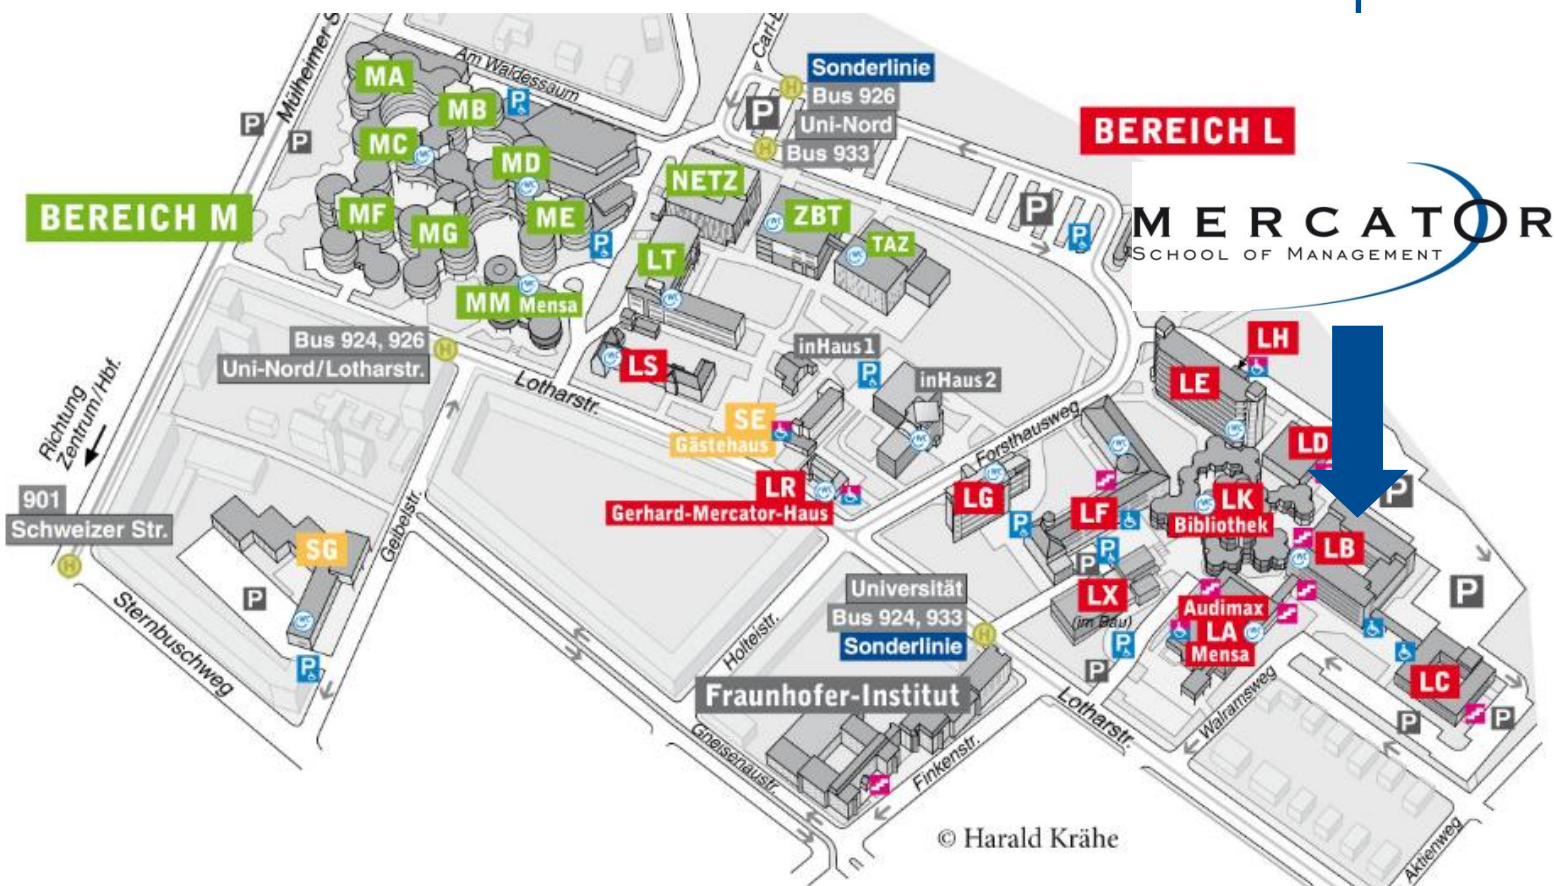 Mülheimer S
Am Waldessaum
Carl-B
MA
MB
MC
MD
ME
MF
MG
MM Mensa
BEREICH M
P
P
P
P
P
P
Sonderlinie
Bus 926
Uni-Nord
Bus 933
H
H
BEREICH L
MERCATOR
SCHOOL OF MANAGEMENT
NETZ
ZBT
TAZ
LT
P
P
P
Bus 924, 926
Uni-Nord/Lotharstr.
H
Lotharstr.
LS
inHaus 1
P
inHaus 2
SE
Gästehaus
LR
Gerhard-Mercator-Haus
Forsthausweg
LH
LE
LD
LG
LF
LK
Bibliothek
LB
P
P
P
P
P
LX
(im Bau)
P
P
Audimax
LA
Mensa
LC
P
P
Richtung
Zentrum/Hbf.
901
Schweizer Str.
H
SG
P
P
Geibelstr.
Sternbuschweg
Universität
Bus 924, 933
Sonderlinie
H
Holteistr.
Fraunhofer-Institut
Gneisenaustr.
Finkenstr.
Lotharstr.
Walramsweg
Aktienweg
© Harald Krähe